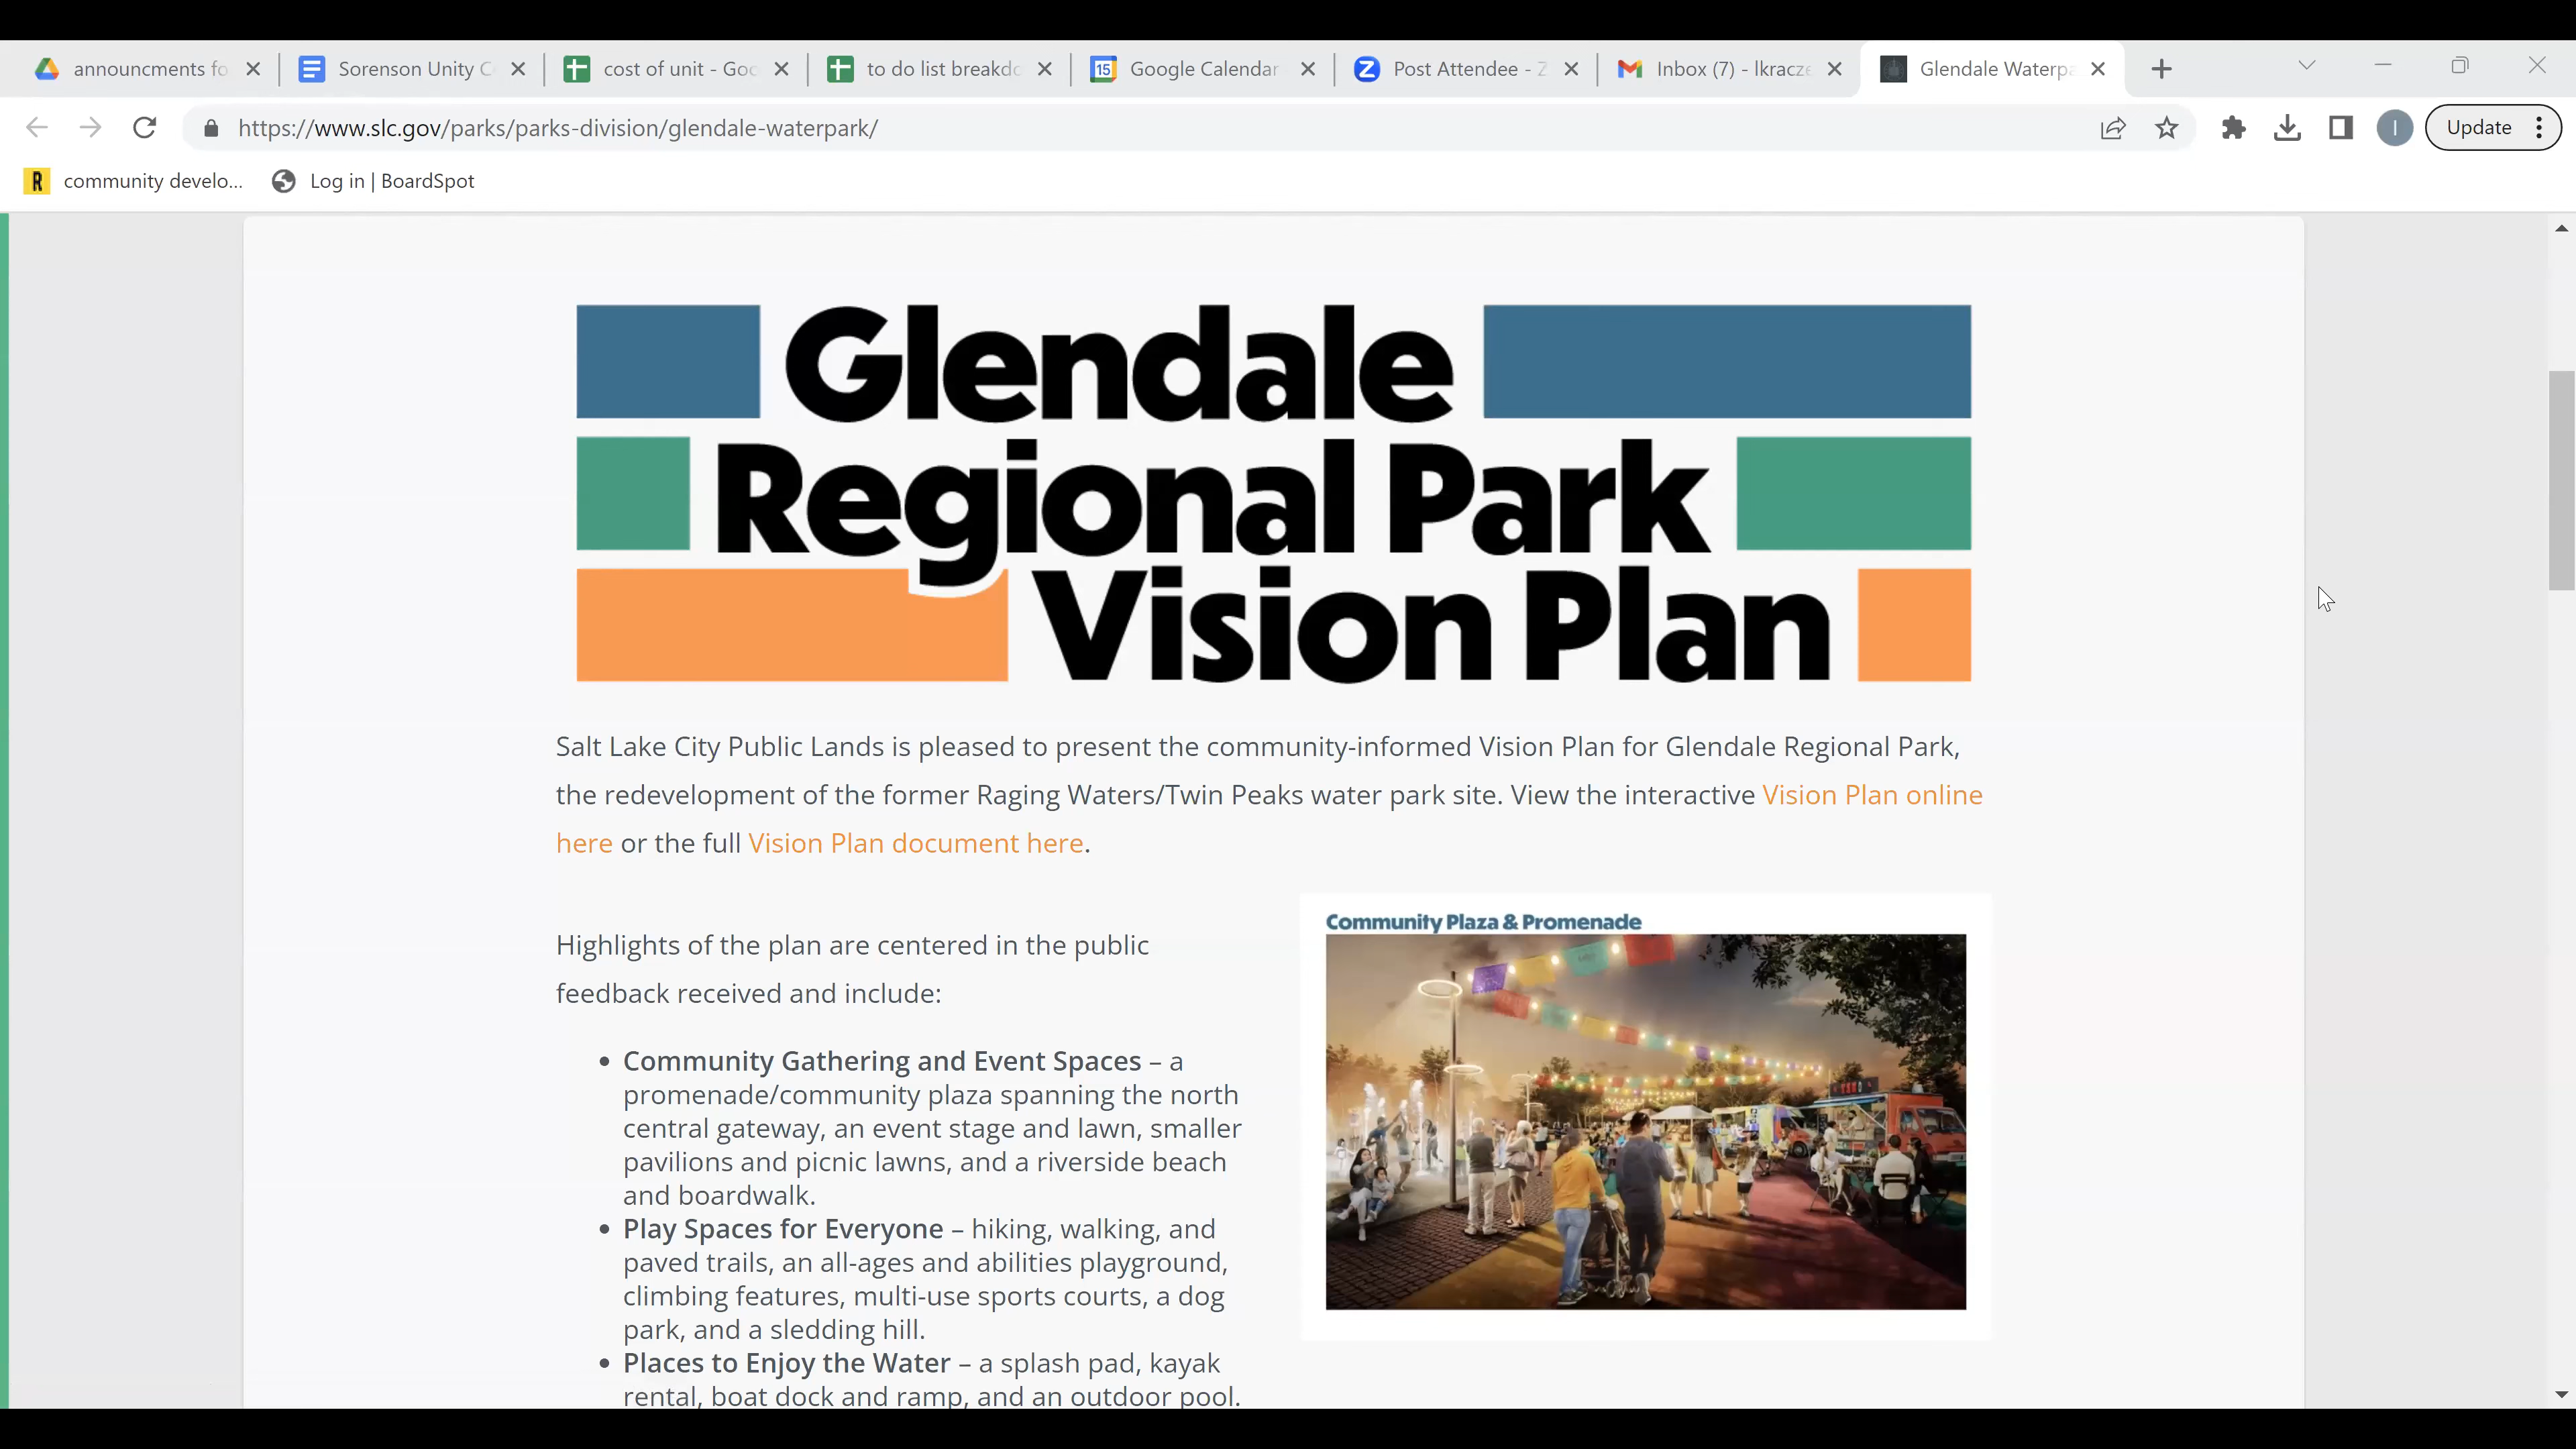 announcments fo
Sorenson Unity C
cost of unit - Goo
to do list breakdo
15
Google Calendar
Post Attendee - Z
Inbox (7) - lkracze
Glendale Waterpa
https://www.slc.gov/parks/parks-division/glendale-waterpark/
I
Update
R
community develo...
Log in | BoardSpot
Glendale
Regional Park
Vision Plan
Salt Lake City Public Lands is pleased to present the community-informed Vision Plan for Glendale Regional Park,
the redevelopment of the former Raging Waters/Twin Peaks water park site. View the interactive Vision Plan online
here or the full Vision Plan document here.
Highlights of the plan are centered in the public
feedback received and include:
• Community Gathering and Event Spaces – a
promenade/community plaza spanning the north
central gateway, an event stage and lawn, smaller
pavilions and picnic lawns, and a riverside beach
and boardwalk.
• Play Spaces for Everyone – hiking, walking, and
paved trails, an all-ages and abilities playground,
climbing features, multi-use sports courts, a dog
park, and a sledding hill.
• Places to Enjoy the Water – a splash pad, kayak
rental, boat dock and ramp, and an outdoor pool.
Community Plaza & Promenade